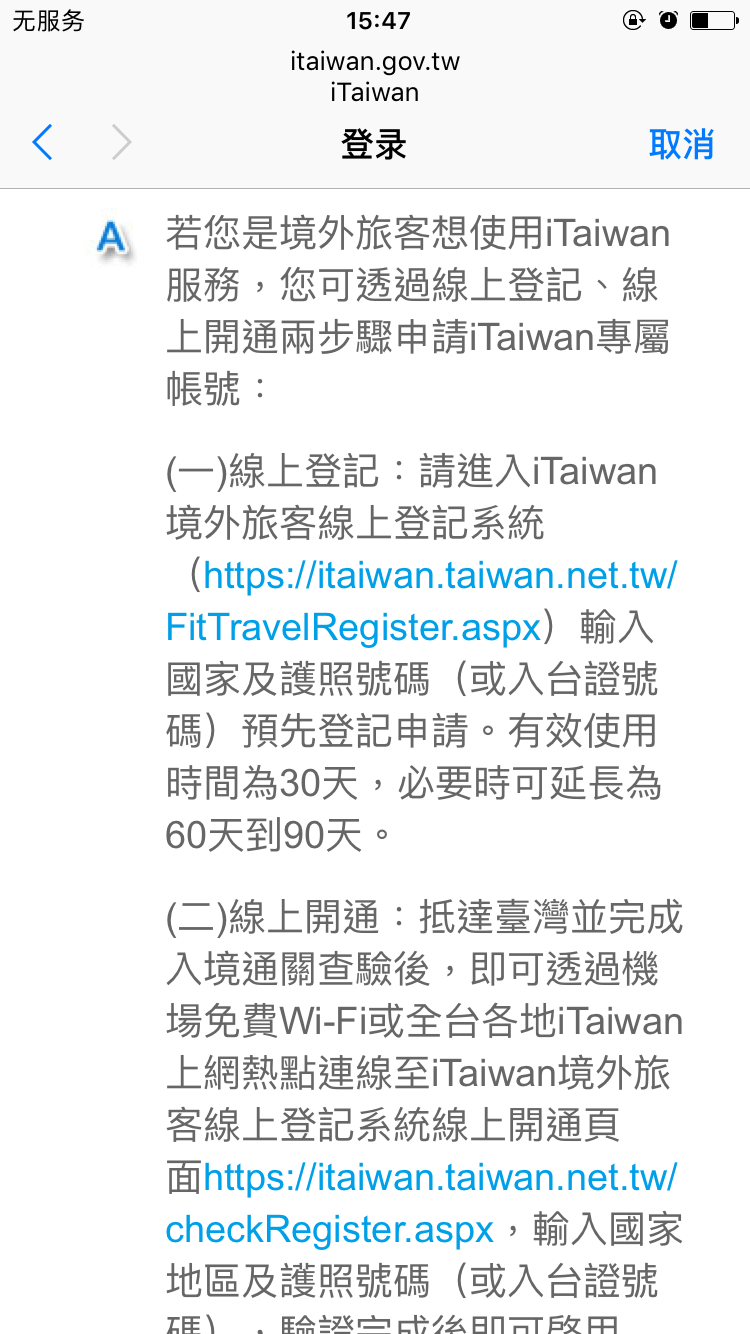 无服务 15:47
itaiwan.gov.tw
iTaiwan
登录 取消
A 若您是境外旅客想使用iTaiwan
服務，您可透過線上登記、線
上開通兩步驟申請iTaiwan專屬
帳號：
(一)線上登記：請進入iTaiwan
境外旅客線上登記系統
（https://itaiwan.taiwan.net.tw/
FitTravelRegister.aspx）輸入
國家及護照號碼（或入台證號
碼）預先登記申請。有效使用
時間為30天，必要時可延長為
60天到90天。
(二)線上開通：抵達臺灣並完成
入境通關查驗後，即可透過機
場免費Wi-Fi或全台各地iTaiwan
上網熱點連線至iTaiwan境外旅
客線上登記系統線上開通頁
面https://itaiwan.taiwan.net.tw/
checkRegister.aspx，輸入國家
地區及護照號碼（或入台證號
碼），驗證完成後即可啓用